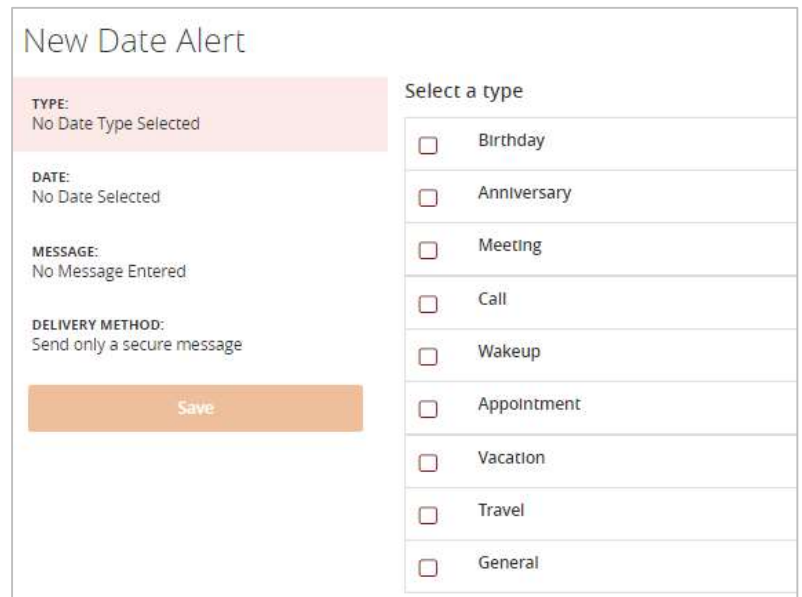 New Date Alert
TYPE:
No Date Type Selected
DATE:
No Date Selected
MESSAGE:
No Message Entered
DELIVERY METHOD:
Send only a secure message
Save
Select a type
Birthday
Anniversary
Meeting
Call
Wakeup
Appointment
Vacation
Travel
General